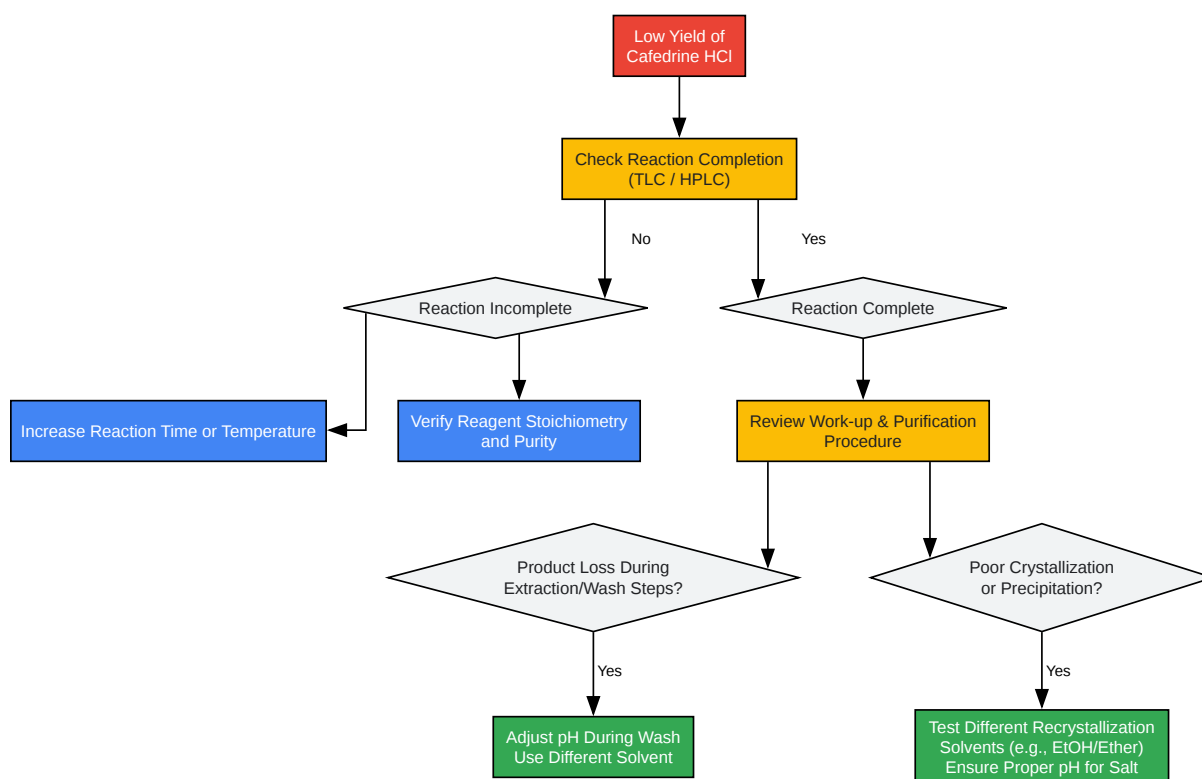 Low Yield of
Cafedrine HCl
Check Reaction Completion
(TLC / HPLC)
No
Yes
Reaction Incomplete
Reaction Complete
Increase Reaction Time or Temperature
Verify Reagent Stoichiometry
and Purity
Review Work-up & Purification
Procedure
Product Loss During
Extraction/Wash Steps?
Poor Crystallization
or Precipitation?
Yes
Yes
Adjust pH During Wash
Use Different Solvent
Test Different Recrystallization
Solvents (e.g., EtOH/Ether)
Ensure Proper pH for Salt